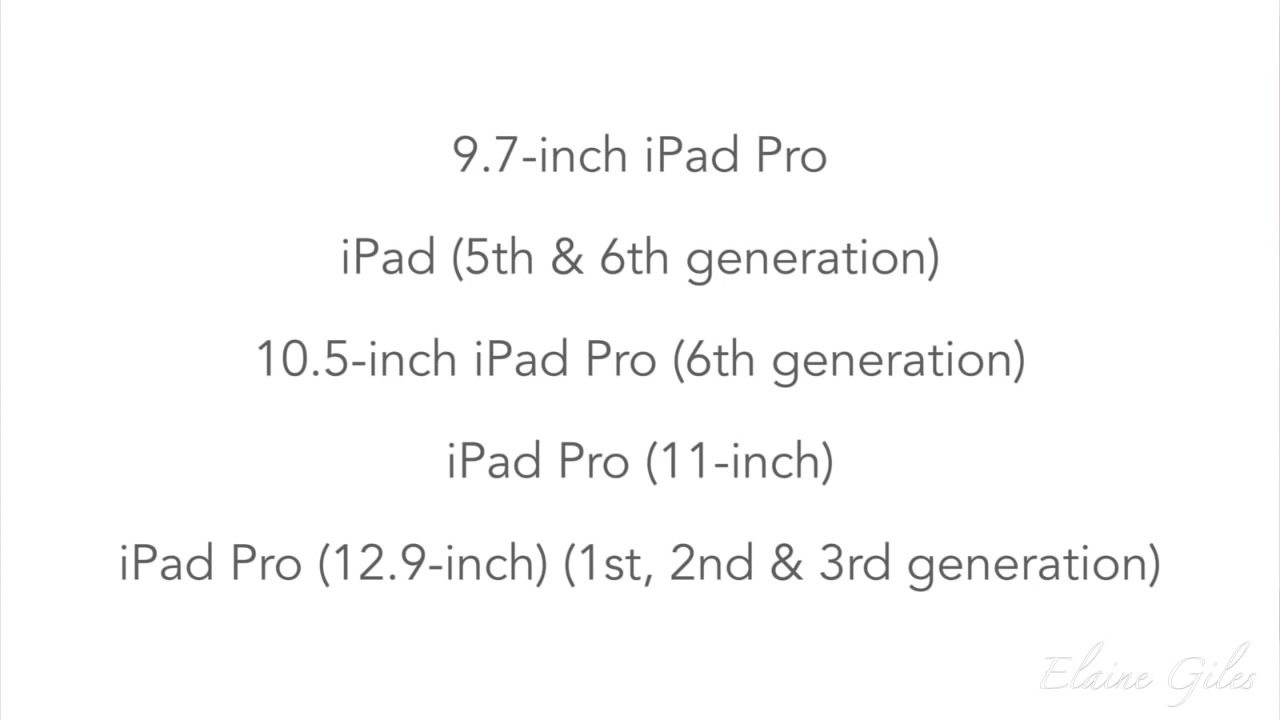 9.7-inch iPad Pro
iPad (5th & 6th generation)
10.5-inch iPad Pro (6th generation)
iPad Pro (11-inch)
iPad Pro (12.9-inch) (1st, 2nd & 3rd generation)
Elaine Giles